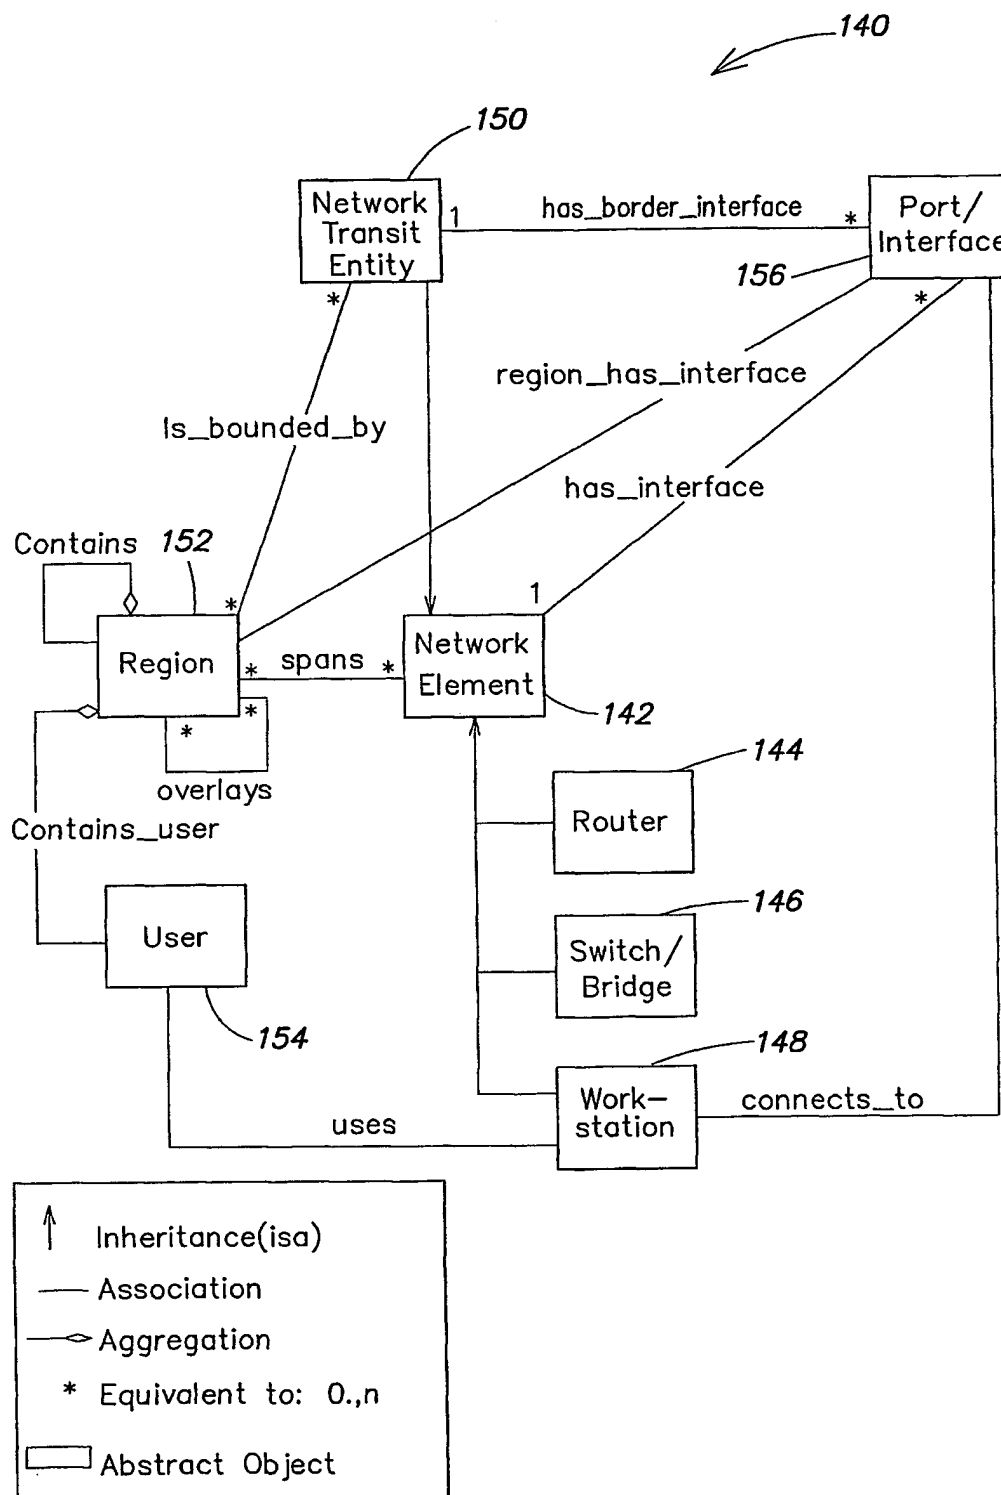 140
150
Network
Transit
Entity
1
has_border_interface
*
Port/
Interface
156
*
*
region_has_interface
Is_bounded_by
has_interface
Contains
152
*
1
Region
*
spans
*
Network
Element
142
*
*
overlays
144
Router
Contains_user
146
User
Switch/
Bridge
154
148
Work-
station
connects_to
uses
Inheritance(isa)
Association
Aggregation
* Equivalent to: 0.,n
Abstract Object